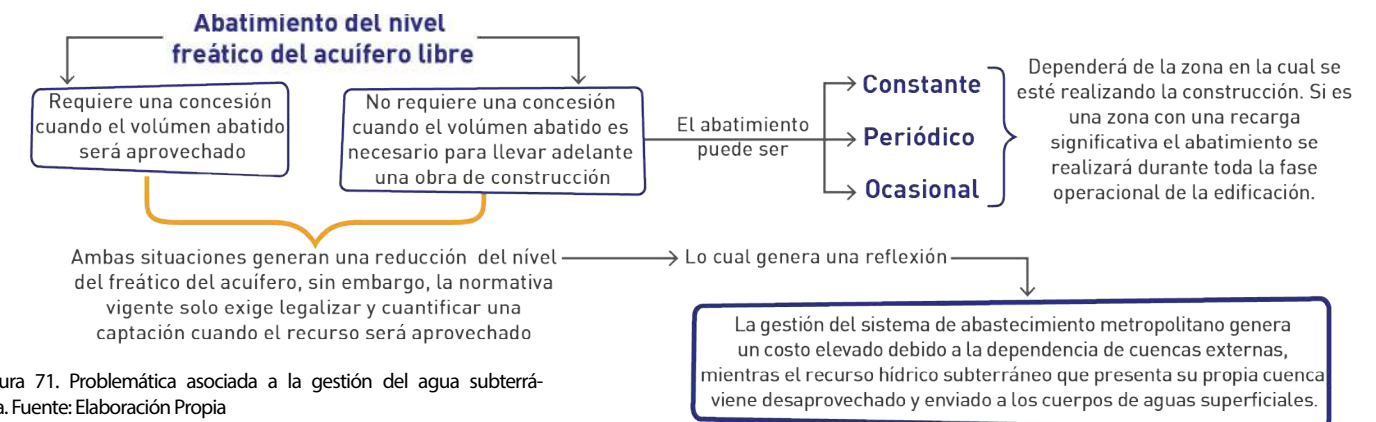 Abatimiento del nivel
freático del acuífero libre
Requiere una concesión
cuando el volúmen abatido
será aprovechado
No requiere una concesión
cuando el volúmen abatido es
necesario para llevar adelante
una obra de construcción
El abatimiento
puede ser
Constante
Periódico
Ocasional
Dependerá de la zona en la cual se
esté realizando la construcción. Si es
una zona con una recarga
significativa el abatimiento se
realizará durante toda la fase
operacional de la edificación.
Ambas situaciones generan una reducción del nível
del freático del acuífero, sin embargo, la normativa
vigente solo exige legalizar y cuantificar una
captación cuando el recurso será aprovechado
Lo cual genera una reflexión
La gestión del sistema de abastecimiento metropolitano genera
un costo elevado debido a la dependencia de cuencas externas,
mientras el recurso hídrico subterráneo que presenta su propia cuenca
viene desaprovechado y enviado a los cuerpos de aguas superficiales.
ura 71. Problemática asociada a la gestión del agua subterrá-
a. Fuente: Elaboración Propia